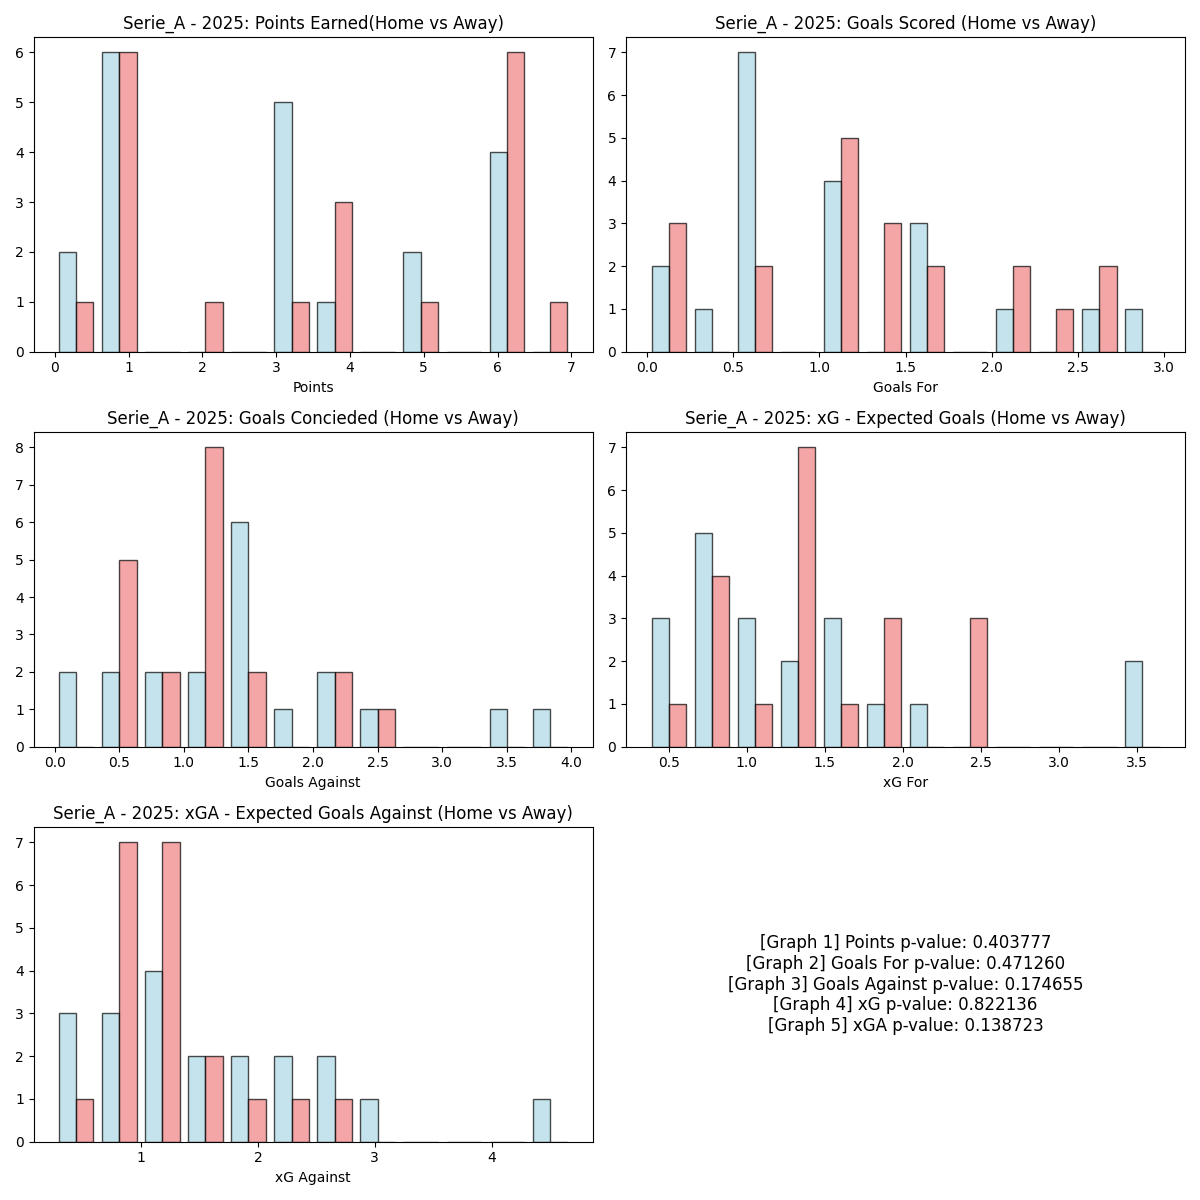 Serie_A - 2025: Points Earned(Home vs Away)
6
5
4
3
2
1
0
0 1 2 3 4 5 6 7
Points
Serie_A - 2025: Goals Scored (Home vs Away)
7
6
5
4
3
2
1
0
0.0 0.5 1.0 1.5 2.0 2.5 3.0
Goals For
Serie_A - 2025: Goals Concieded (Home vs Away)
8
7
6
5
4
3
2
1
0
0.0 0.5 1.0 1.5 2.0 2.5 3.0 3.5 4.0
Goals Against
Serie_A - 2025: xG - Expected Goals (Home vs Away)
7
6
5
4
3
2
1
0
0.5 1.0 1.5 2.0 2.5 3.0 3.5
xG For
Serie_A - 2025: xGA - Expected Goals Against (Home vs Away)
7
6
5
4
3
2
1
0
1 2 3 4
xG Against
[Graph 1] Points p-value: 0.403777
[Graph 2] Goals For p-value: 0.471260
[Graph 3] Goals Against p-value: 0.174655
[Graph 4] xG p-value: 0.822136
[Graph 5] xGA p-value: 0.138723